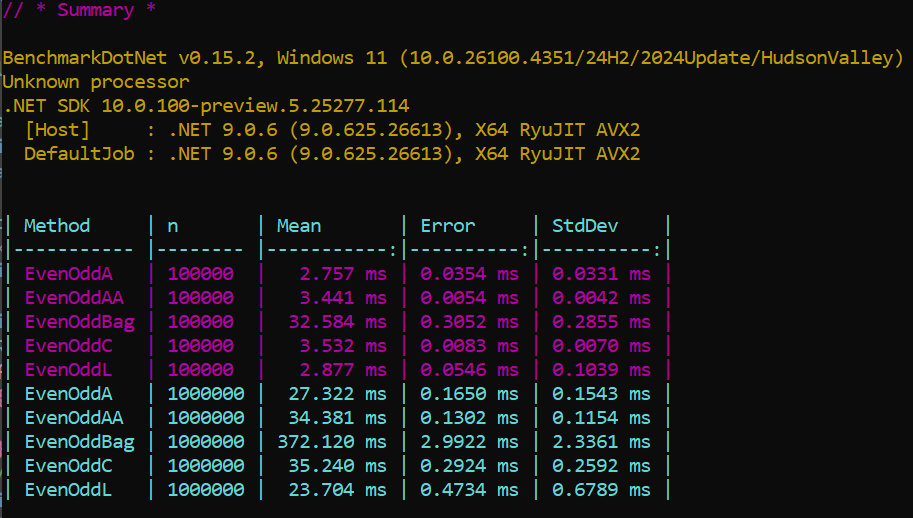 // * Summary *
BenchmarkDotNet v0.15.2, Windows 11 (10.0.26100.4351/24H2/2024Update/HudsonValley)
Unknown processor
.NET SDK 10.0.100-preview.5.25277.114
  [Host]     : .NET 9.0.6 (9.0.625.26613), X64 RyuJIT AVX2
  DefaultJob : .NET 9.0.6 (9.0.625.26613), X64 RyuJIT AVX2
| Method     | n       | Mean       | Error     | StdDev    |
|----------- |-------- |-----------:|----------:|----------:|
| EvenOddA   | 100000  |   2.757 ms | 0.0354 ms | 0.0331 ms |
| EvenOddAA  | 100000  |   3.441 ms | 0.0054 ms | 0.0042 ms |
| EvenOddBag | 100000  |  32.584 ms | 0.3052 ms | 0.2855 ms |
| EvenOddC   | 100000  |   3.532 ms | 0.0083 ms | 0.0070 ms |
| EvenOddL   | 100000  |   2.877 ms | 0.0546 ms | 0.1039 ms |
| EvenOddA   | 1000000 |  27.322 ms | 0.1650 ms | 0.1543 ms |
| EvenOddAA  | 1000000 |  34.381 ms | 0.1302 ms | 0.1154 ms |
| EvenOddBag | 1000000 | 372.120 ms | 2.9922 ms | 2.3361 ms |
| EvenOddC   | 1000000 |  35.240 ms | 0.2924 ms | 0.2592 ms |
| EvenOddL   | 1000000 |  23.704 ms | 0.4734 ms | 0.6789 ms |